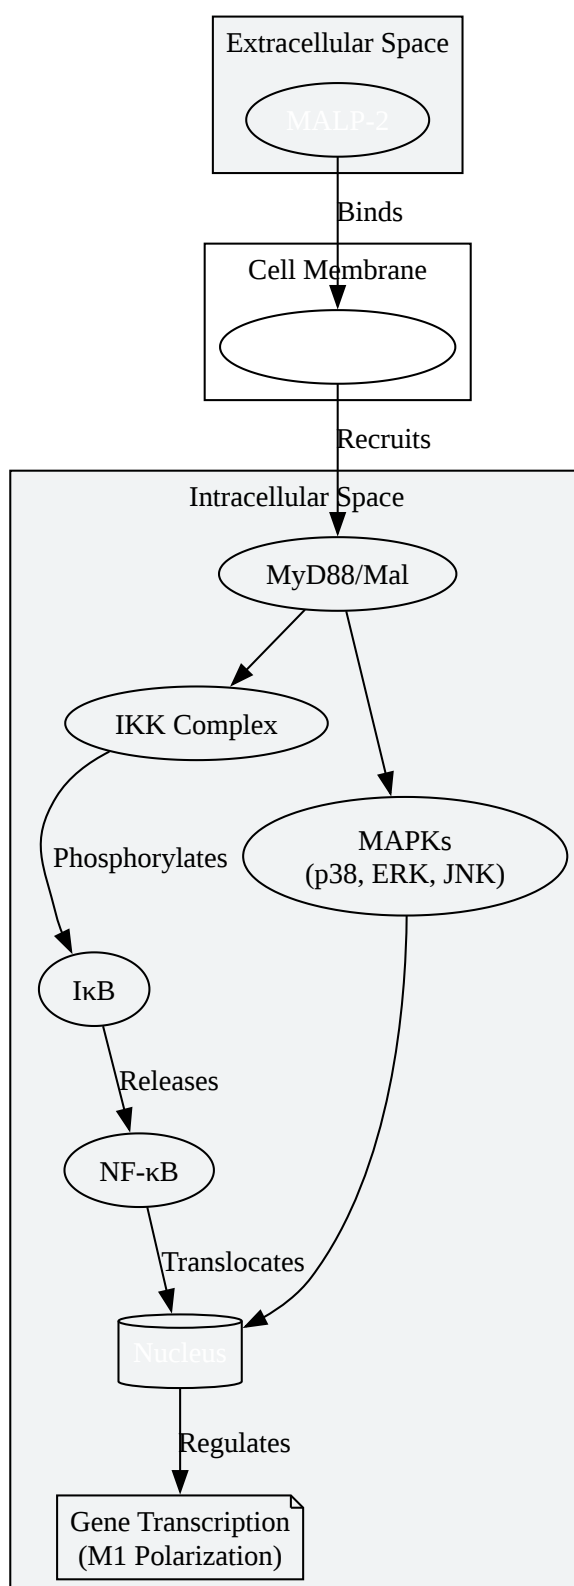 Extracellular Space
MALP-2
Binds
Cell Membrane
Recruits
Intracellular Space
MyD88/Mal
IKK Complex
MAPKs
(p38, ERK, JNK)
Phosphorylates
IκB
Releases
NF-κB
Translocates
Nucleus
Regulates
Gene Transcription
(M1 Polarization)